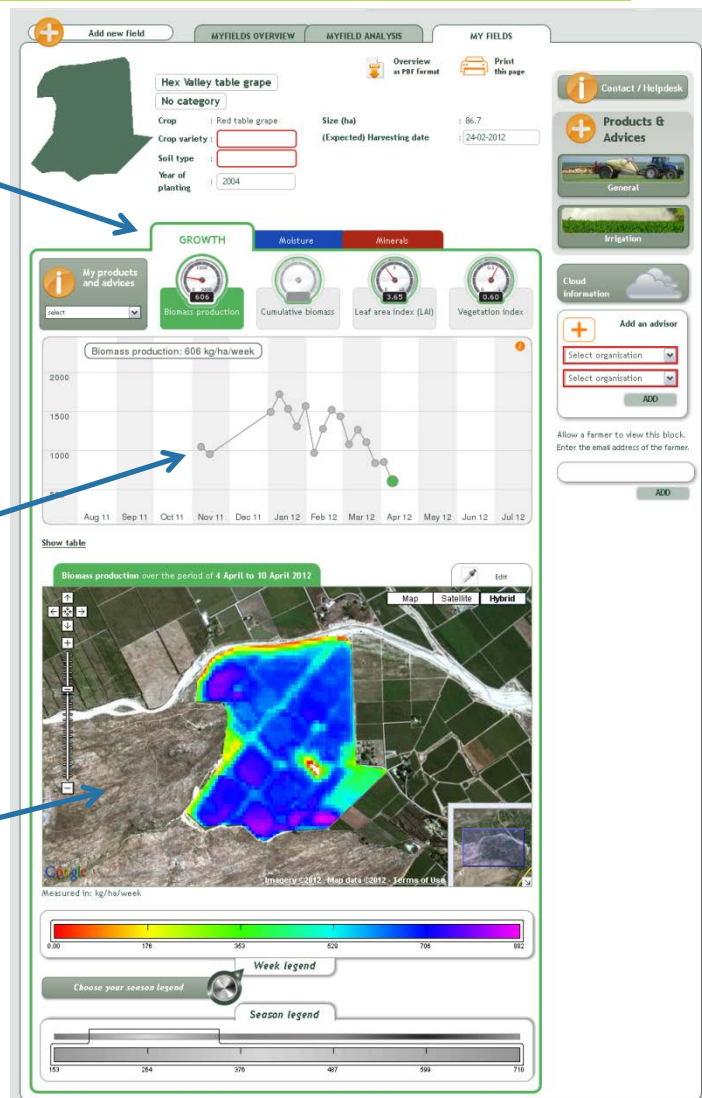 Add new field
MYFIELDS OVERVIEW
MYFIELD ANALYSIS
MY FIELDS
Overview
as PDF format
Print
this page
Hex Valley table grape
No category
Crop : Red table grape
Size (ha) : 86.7
Crop variety :
(Expected) Harvesting date : 24-02-2012
Soil type :
Year of
planting : 2004
Contact / Helpdesk
Products &
Advices
General
Irrigation
GROWTH
Moisture
Minerals
My products
and advices
select
606
Biomass production
Cumulative biomass
3.65
Leaf area index (LAI)
0.60
Vegetation index
Cloud
information
Add an advisor
Select organisation
Select organisation
ADD
Allow a farmer to view this block.
Enter the email address of the farmer.
ADD
Biomass production: 606 kg/ha/week
2000
1500
1000
Aug 11 Sep 11 Oct 11 Nov 11 Dec 11 Jan 12 Feb 12 Mar 12 Apr 12 May 12 Jun 12 Jul 12
Show table
Biomass production over the period of 4 April to 10 April 2012
Edit
Map
Satellite
Hybrid
Google
Imagery ©2012 - Map data ©2012 - Terms of Use
Measured in: kg/ha/week
0.00 176 353 529 706 882
Week legend
Choose your season legend
Season legend
153 264 376 487 599 710